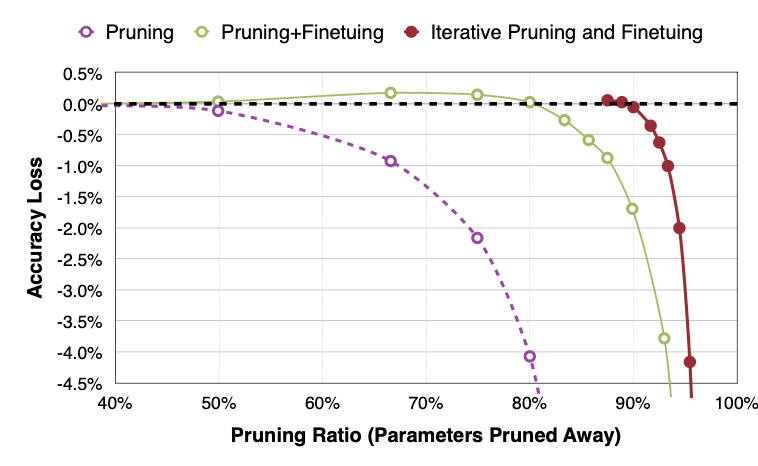 Pruning Pruning+Finetuing Iterative Pruning and Finetuing
0.5%
0.0%
-0.5%
-1.0%
-1.5%
-2.0%
-2.5%
-3.0%
-3.5%
-4.0%
-4.5%
Accuracy Loss
40% 50% 60% 70% 80% 90% 100%
Pruning Ratio (Parameters Pruned Away)